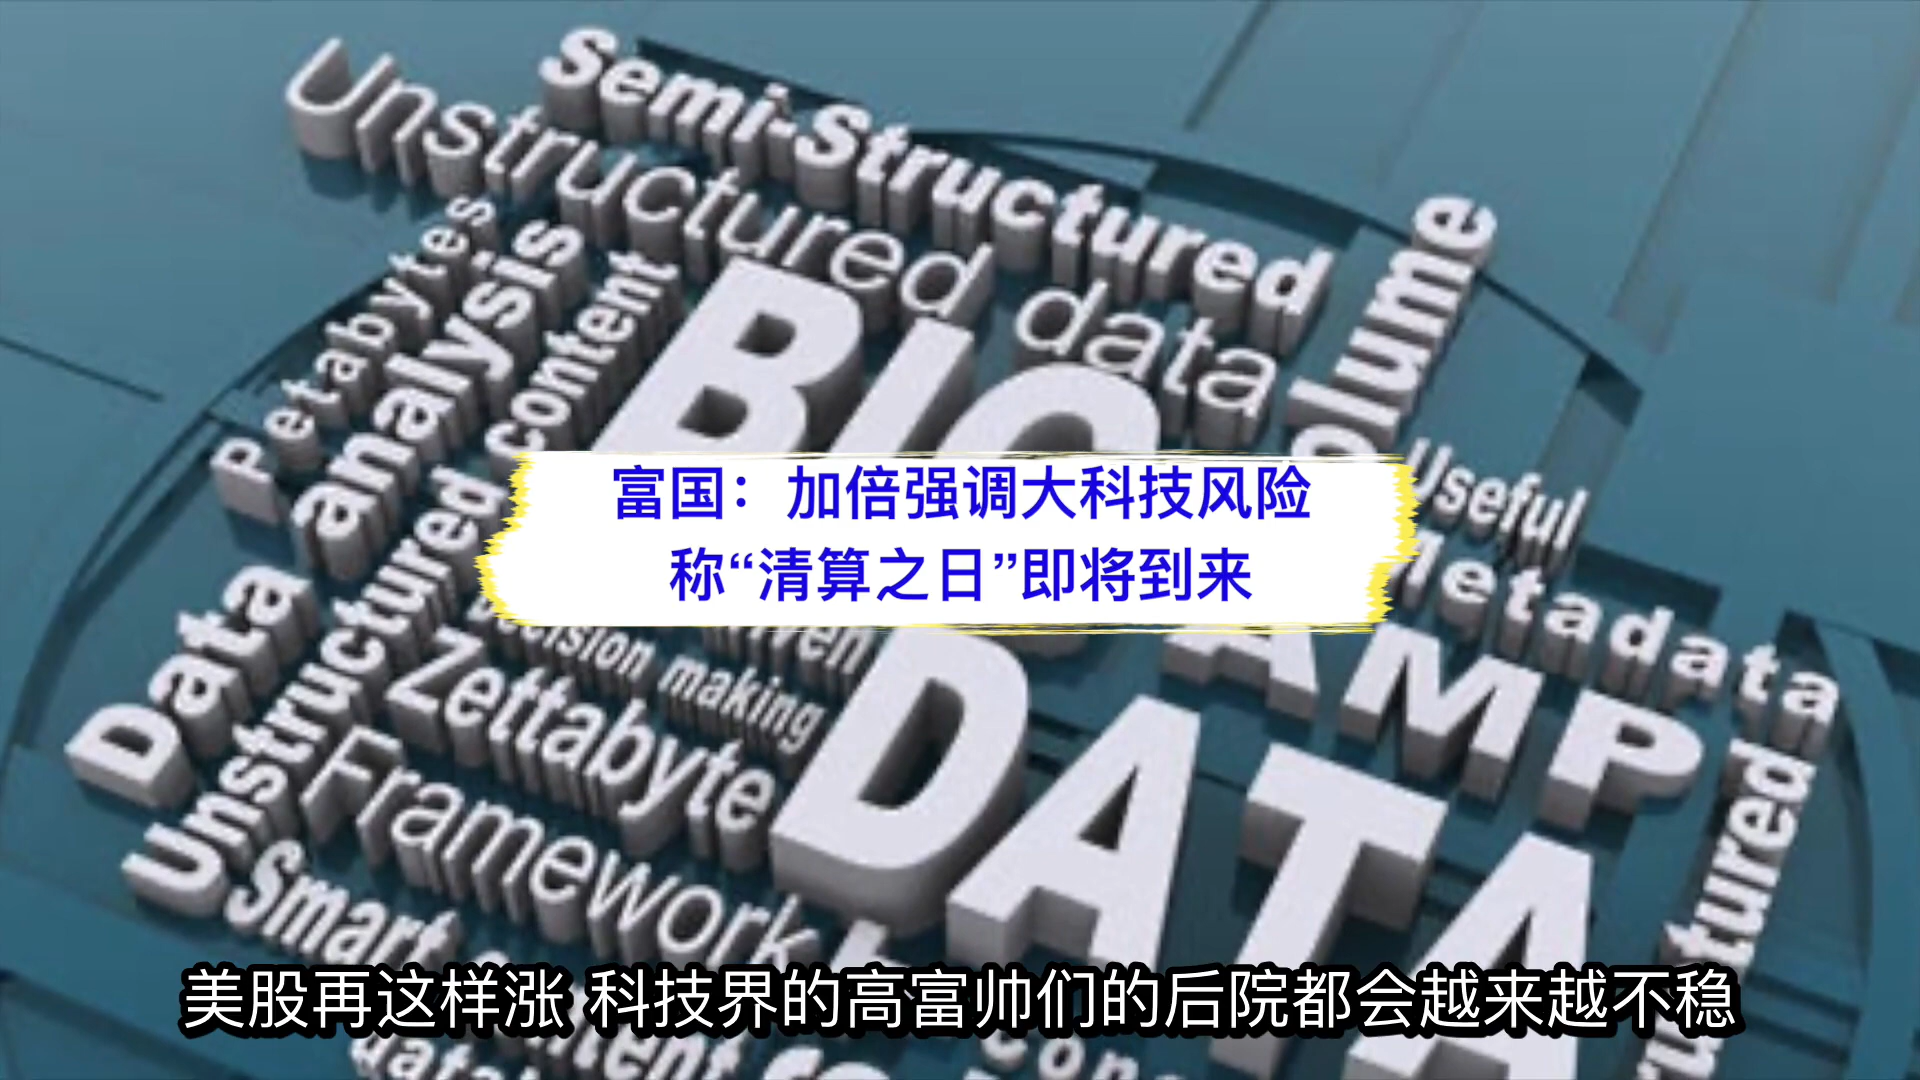 Semi-Structured
Unstructured data
Petabytes
analysis
content
Data
Unstructured
BIG
olume
Useful
Metadata
富国：加倍强调大科技风险
称“清算之日”即将到来
making
Zettabyte
Framework
DATA
AMP
Smart
tured
美股再这样涨 科技界的高富帅们的后院都会越来越不稳